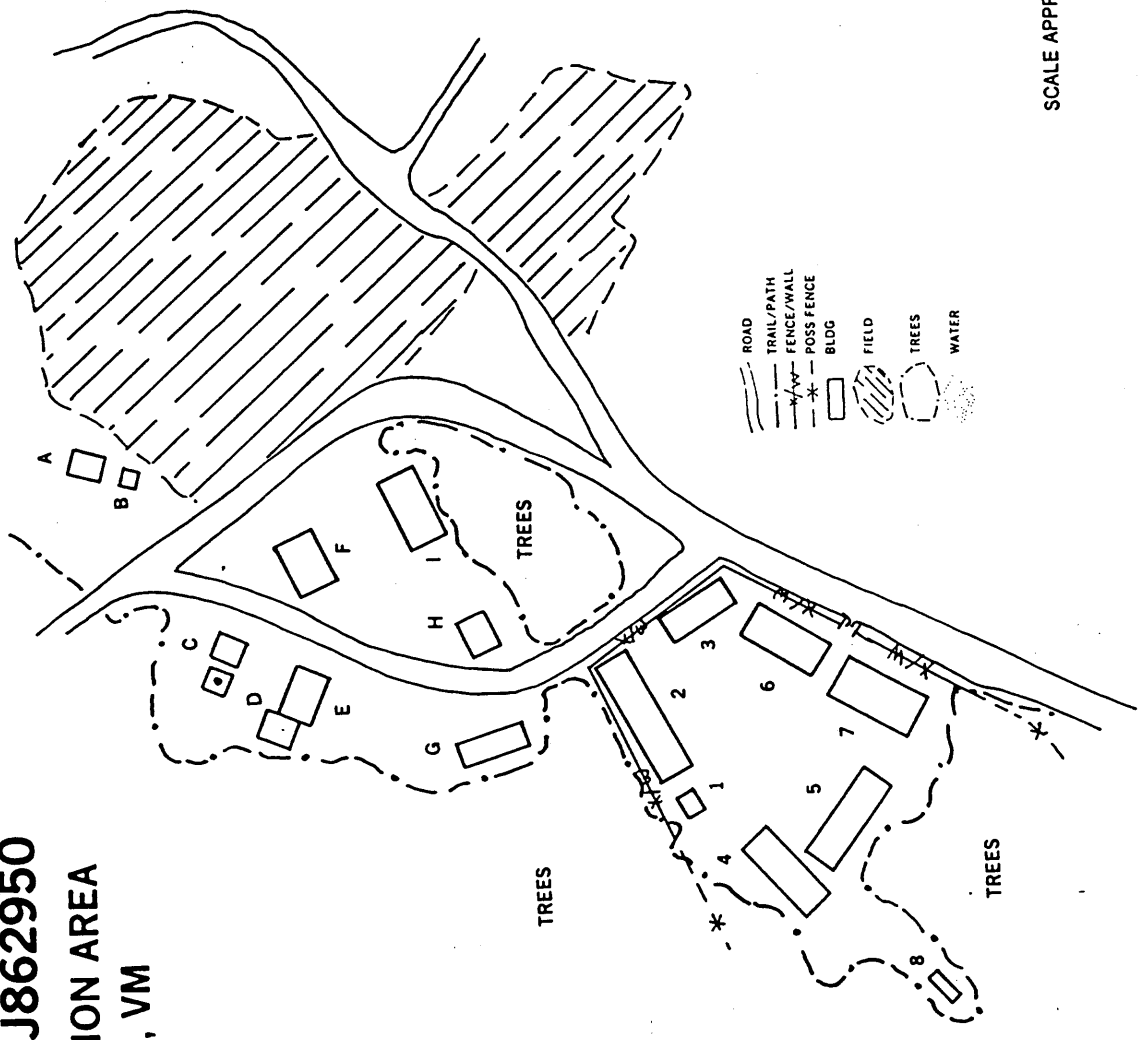 J862950
ION AREA
, VM
A
B
C
D
E
F
G
H
I
TREES
1
2
3
4
5
6
7
8
TREES
TREES
ROAD
TRAIL/PATH
x/w FENCE/WALL
POSS FENCE
BLDG
FIELD
TREES
WATER
SCALE APPR